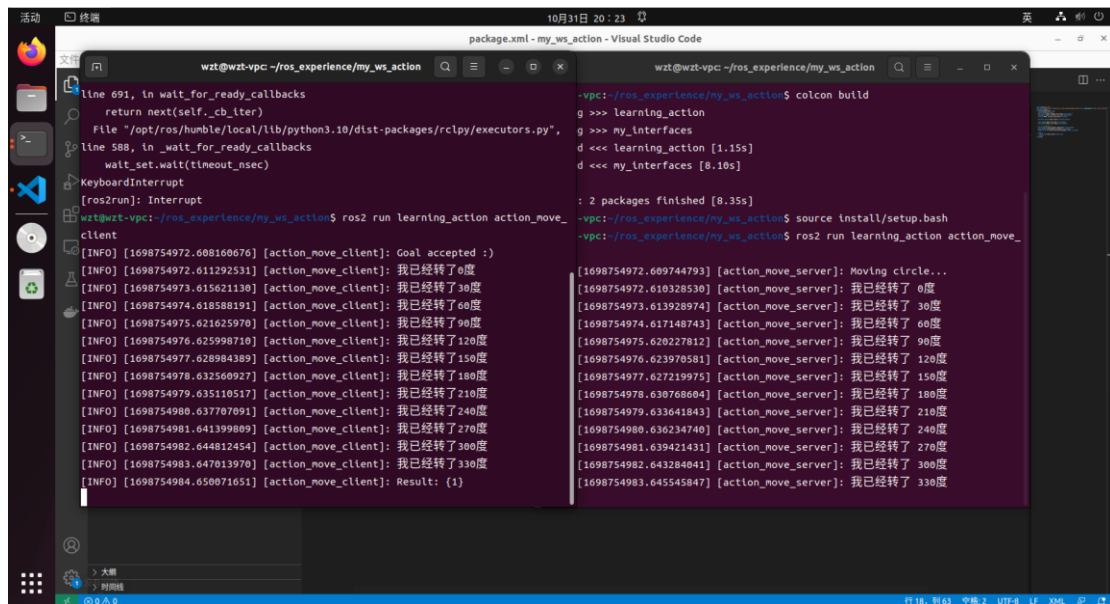 活动
终端
10月31日 20：23
英
package.xml - my_ws_action - Visual Studio Code
文件
wzt@wzt-vpc: ~/ros_experience/my_ws_action
line 691, in wait_for_ready_callbacks
return next(self._cb_iter)
File "/opt/ros/humble/local/lib/python3.10/dist-packages/rclpy/executors.py",
line 588, in _wait_for_ready_callbacks
wait_set.wait(timeout_nsec)
KeyboardInterrupt
[ros2run]: Interrupt
wzt@wzt-vpc:~/ros_experience/my_ws_action$ ros2 run learning_action action_move_
client
[INFO] [1698754972.608160676] [action_move_client]: Goal accepted :)
[INFO] [1698754972.611292531] [action_move_client]: 我已经转了0度
[INFO] [1698754973.615621130] [action_move_client]: 我已经转了30度
[INFO] [1698754974.618588191] [action_move_client]: 我已经转了60度
[INFO] [1698754975.621625970] [action_move_client]: 我已经转了90度
[INFO] [1698754976.625998710] [action_move_client]: 我已经转了120度
[INFO] [1698754977.628984389] [action_move_client]: 我已经转了150度
[INFO] [1698754978.632560927] [action_move_client]: 我已经转了180度
[INFO] [1698754979.635110517] [action_move_client]: 我已经转了210度
[INFO] [1698754980.637707091] [action_move_client]: 我已经转了240度
[INFO] [1698754981.641399809] [action_move_client]: 我已经转了270度
[INFO] [1698754982.644812454] [action_move_client]: 我已经转了300度
[INFO] [1698754983.647013970] [action_move_client]: 我已经转了330度
[INFO] [1698754984.650071651] [action_move_client]: Result: {1}
wzt@wzt-vpc: ~/ros_experience/my_ws_action
-vpc:~/ros_experience/my_ws_action$ colcon build
g >>> learning_action
g >>> my_interfaces
d <<< learning_action [1.15s]
d <<< my_interfaces [8.10s]
: 2 packages finished [8.35s]
-vpc:~/ros_experience/my_ws_action$ source install/setup.bash
-vpc:~/ros_experience/my_ws_action$ ros2 run learning_action action_move_
[1698754972.609744793] [action_move_server]: Moving circle...
[1698754972.610328530] [action_move_server]: 我已经转了 0度
[1698754973.613928974] [action_move_server]: 我已经转了 30度
[1698754974.617148743] [action_move_server]: 我已经转了 60度
[1698754975.620227812] [action_move_server]: 我已经转了 90度
[1698754976.623970581] [action_move_server]: 我已经转了 120度
[1698754977.627219975] [action_move_server]: 我已经转了 150度
[1698754978.630768604] [action_move_server]: 我已经转了 180度
[1698754979.633641843] [action_move_server]: 我已经转了 210度
[1698754980.636234740] [action_move_server]: 我已经转了 240度
[1698754981.639421431] [action_move_server]: 我已经转了 270度
[1698754982.643284041] [action_move_server]: 我已经转了 300度
[1698754983.645545847] [action_move_server]: 我已经转了 330度
> 大纲
> 时间线
0 0
行 18，列 63 空格: 2 UTF-8 LF XML